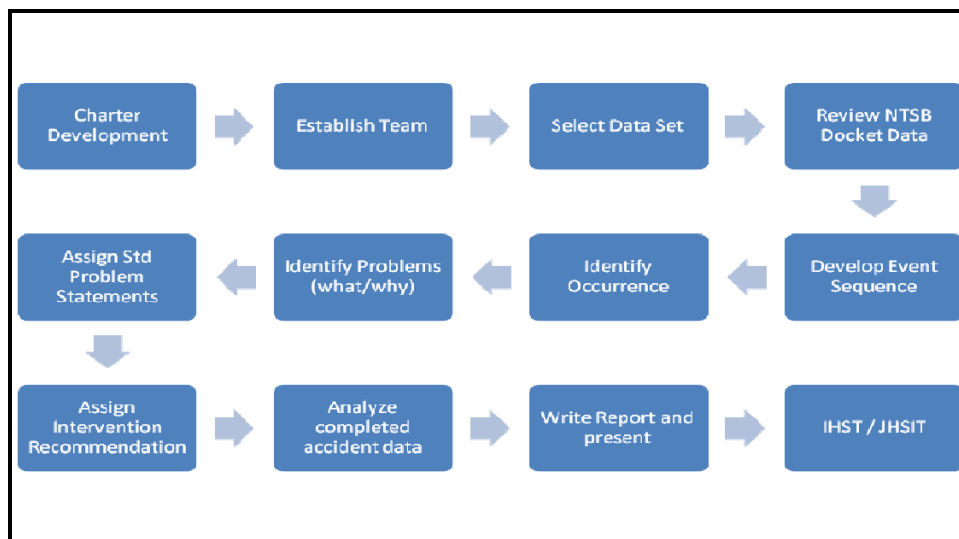 Charter
Development
Establish Team
Select Data Set
Review NTSB
Docket Data
Develop Event
Sequence
Identify
Occurrence
Identify Problems
(what/why)
Assign Std
Problem
Statements
Assign
Intervention
Recommendation
Analyze
completed
accident data
Write Report and
present
IHST / JHSIT